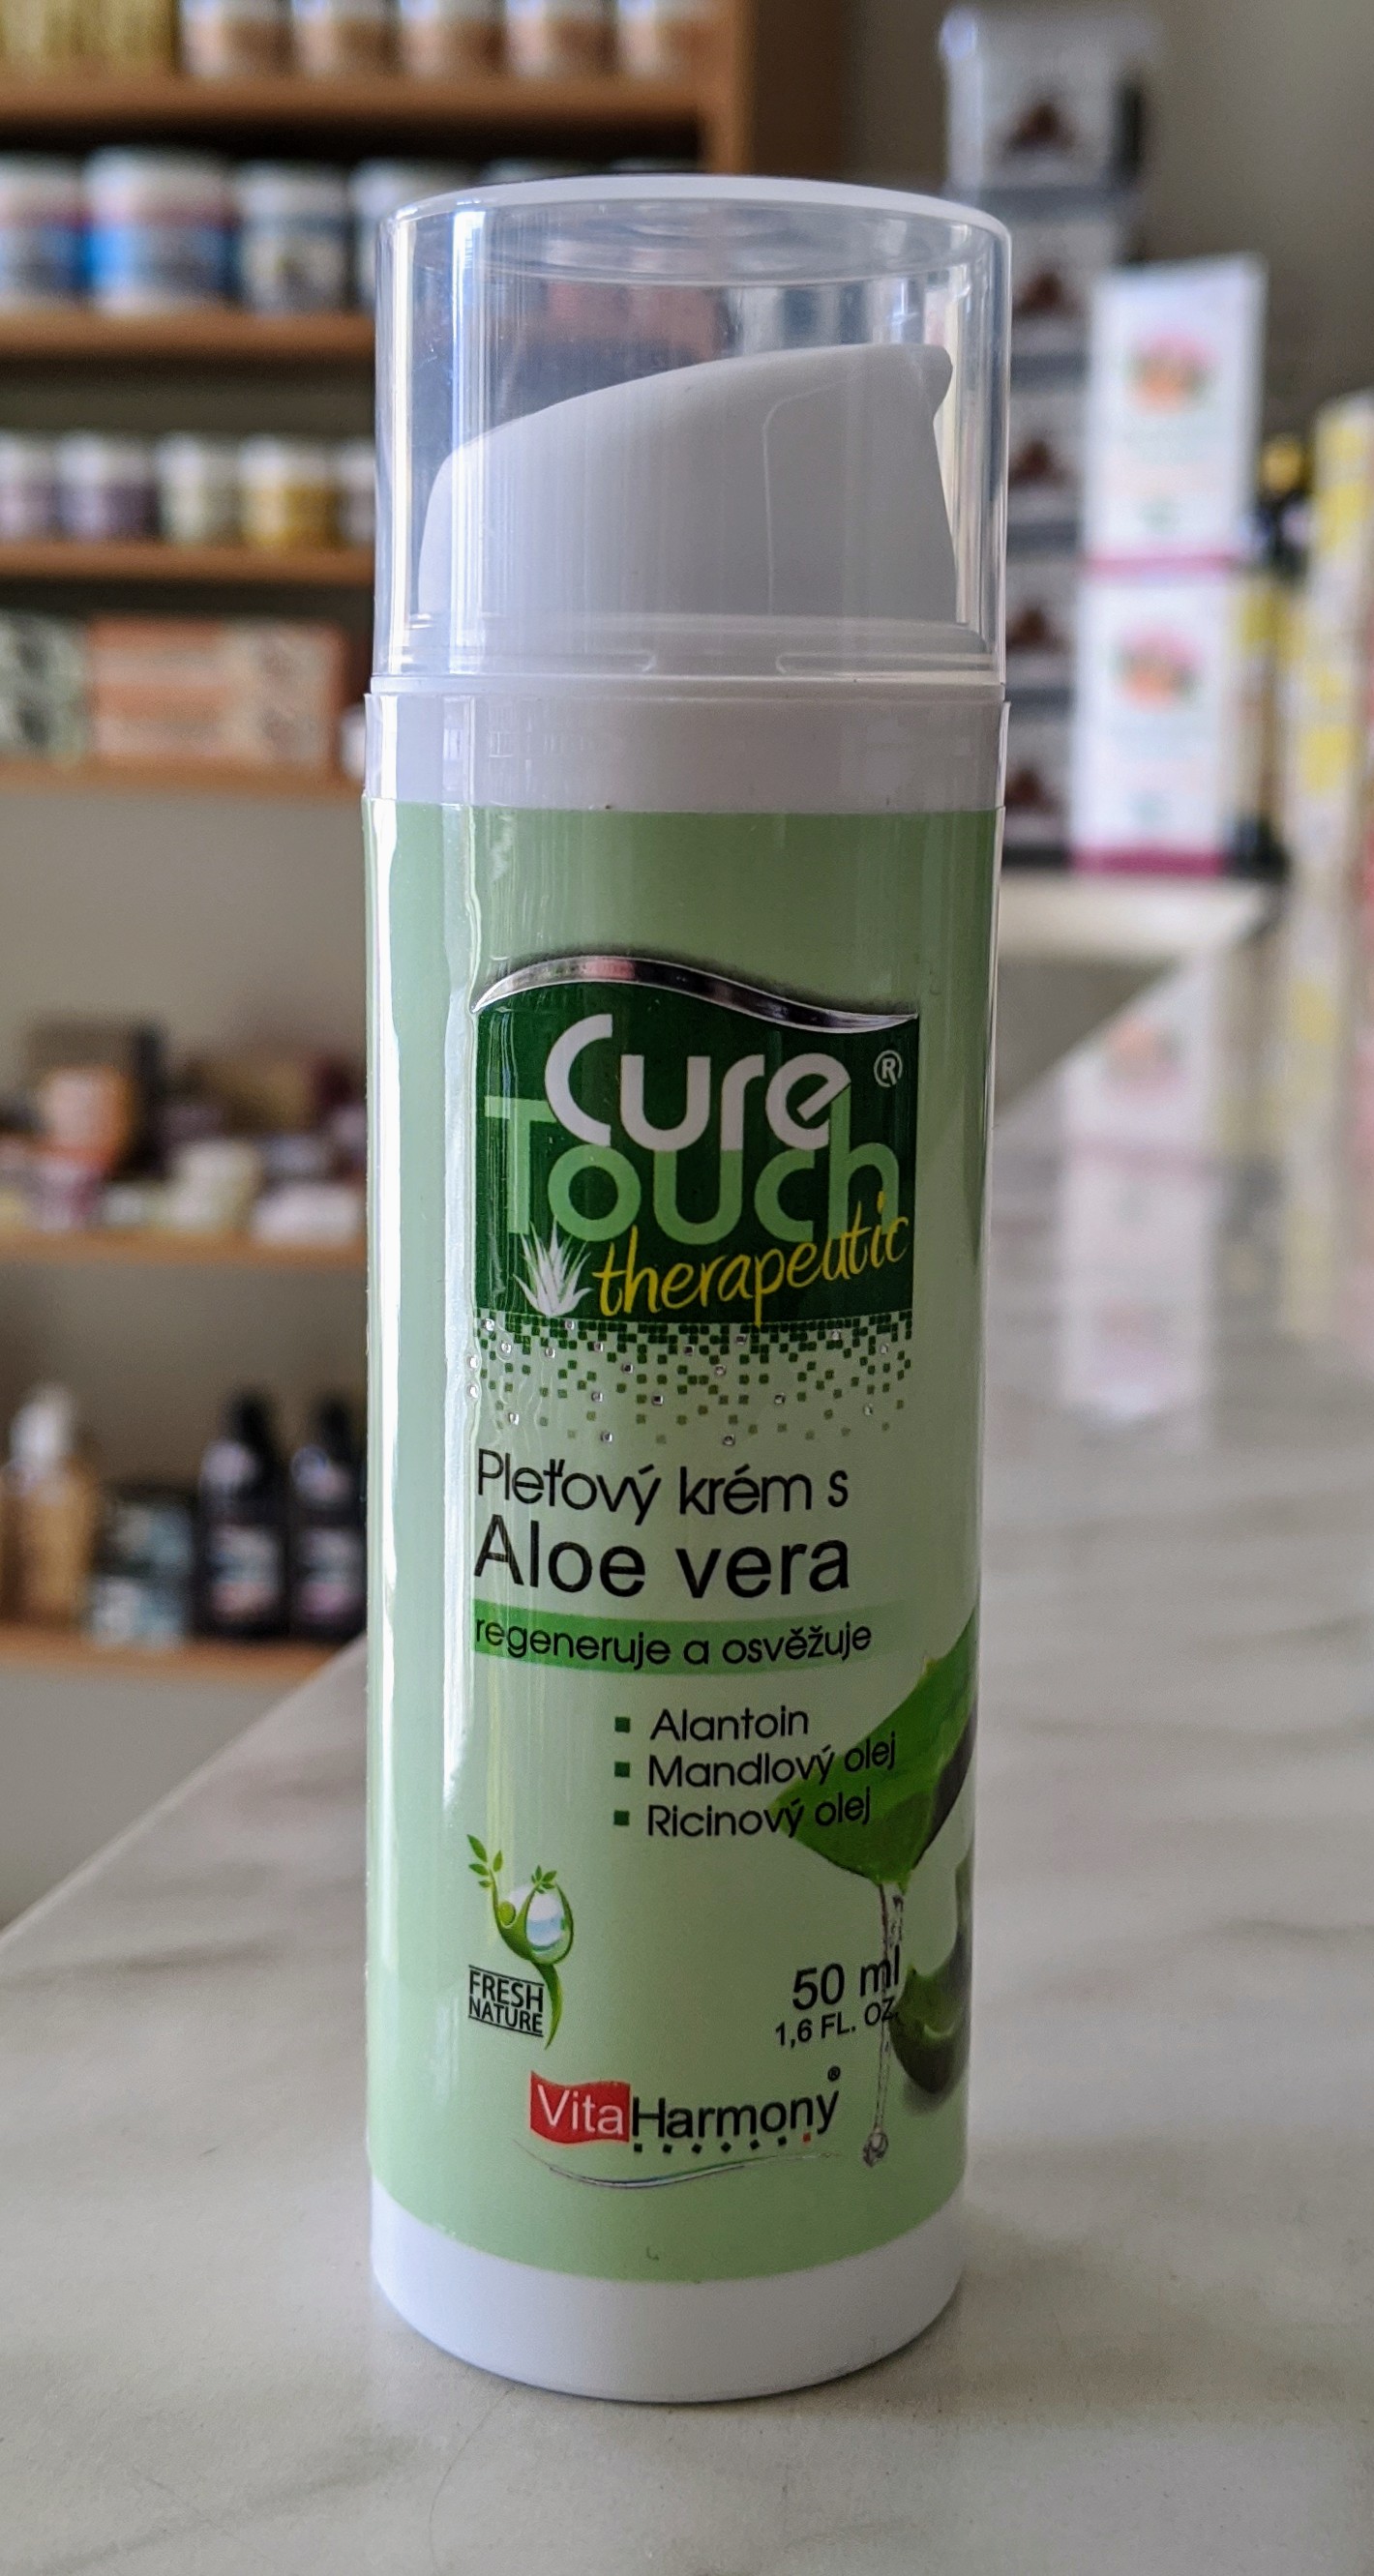 Cure ®
Touch
therapeutic
Pleťový krém s
Aloe vera
regeneruje a osvěžuje
▪ Alantoin
▪ Mandlový olej
▪ Ricinový olej
FRESH
NATURE
50 ml
1,6 FL. OZ.
VitaHarmony®